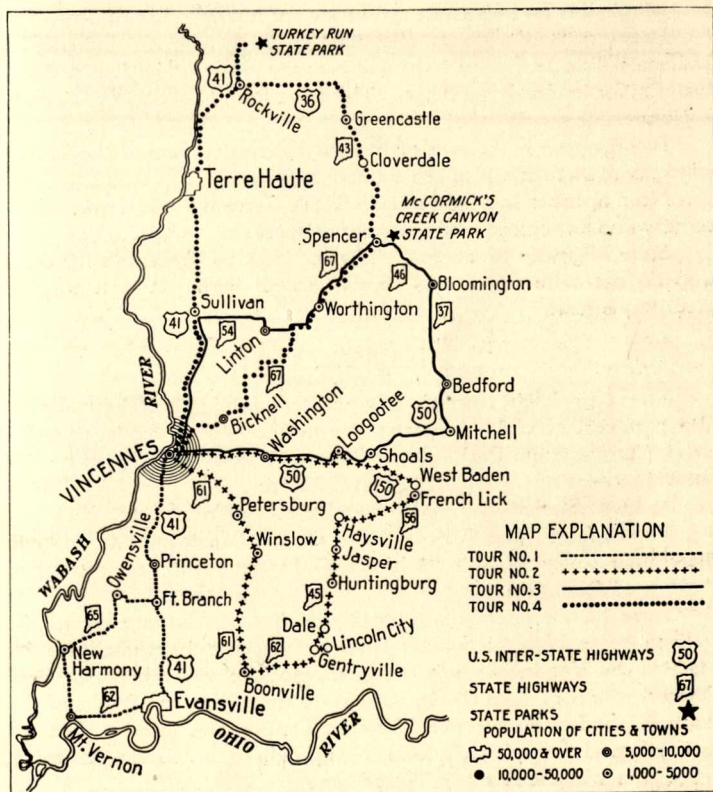 TURKEY RUN
STATE PARK
41
Rockville
36
Greencastle
43
Cloverdale
Terre Haute
McCORMICK'S
CREEK CANYON
STATE PARK
Spencer
67
46
Bloomington
Sullivan
Worthington
37
41
54
Linton
67
RIVER
Bicknell
Washington
Loogootee
Bedford
50
Mitchell
VINCENNES
Shoals
50
150
West Baden
French Lick
61
56
Petersburg
41
Haysville
Winslow
Jasper
WABASH
Owensville
Princeton
Huntingburg
45
65
Ft. Branch
Dale
Lincoln City
New
Harmony
61
62
Gentryville
41
Boonville
62
Evansville
Mt. Vernon
OHIO
RIVER
MAP EXPLANATION
TOUR NO. 1
TOUR NO. 2
TOUR NO. 3
TOUR NO. 4
U.S. INTER-STATE HIGHWAYS 50
STATE HIGHWAYS 67
STATE PARKS
POPULATION OF CITIES & TOWNS
50,000 & OVER 5,000-10,000
10,000-50,000 1,000-5,000